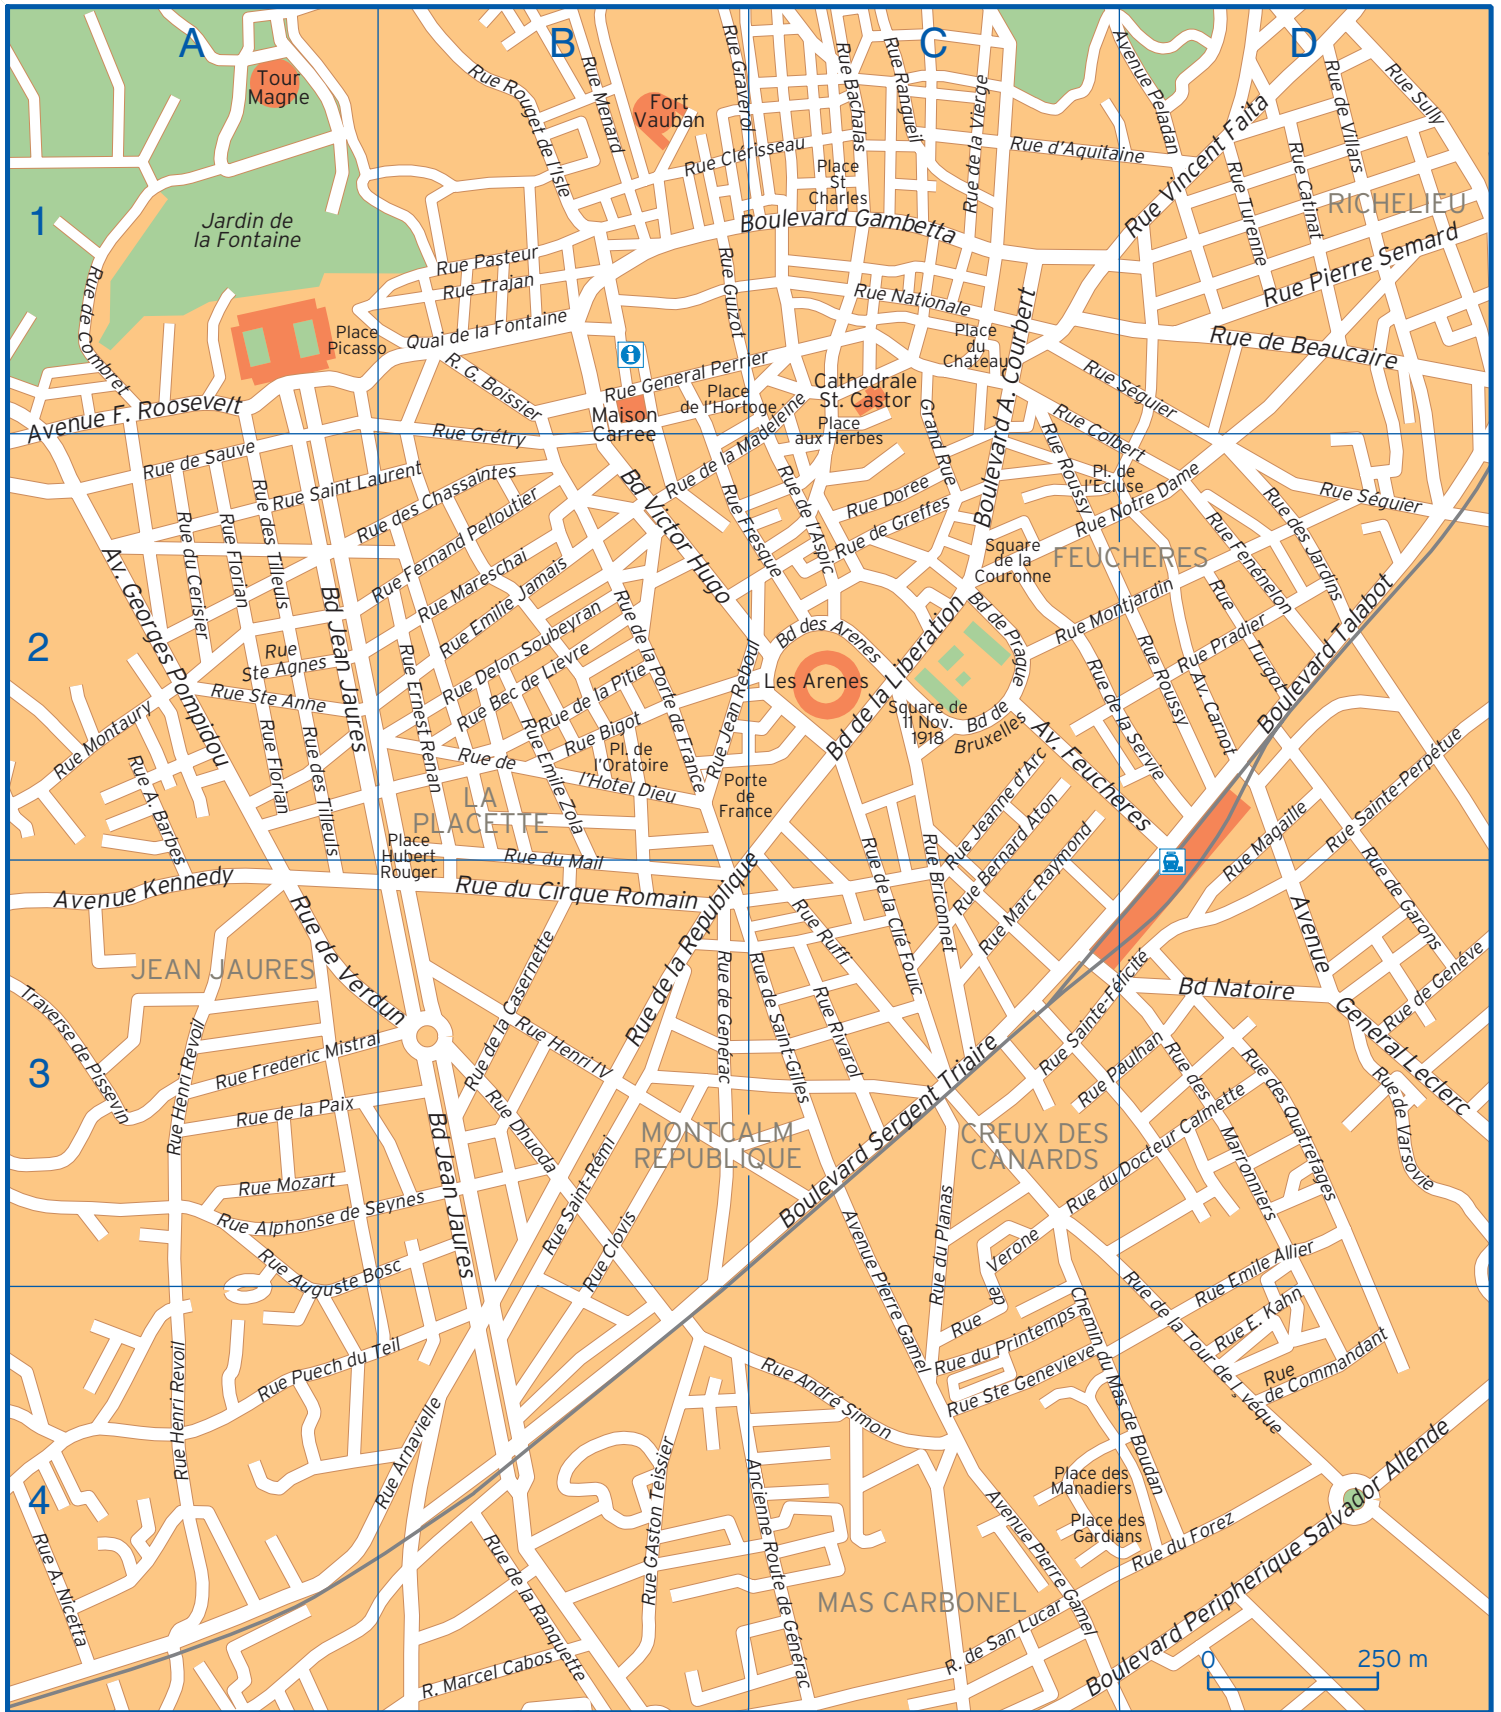 A
B
C
D
1
2
3
4
Tour
Magne
Jardin de
la Fontaine
Rue de Combret
Place
Picasso
Avenue F. Roosevelt
Rue Rouget de l'Isle
Rue Menard
Fort
Vauban
Rue Graverol
Rue Clérisseau
Rue Bachalas
Rue Ranqueil
Rue de la Vierge
Place
St
Charles
Boulevard Gambetta
Rue d'Aquitaine
Avenue Peladan
Rue Vincent Faita
Rue de Villars
Rue Sully
Rue Turenne
Rue Catinat
RICHELIEU
Rue Pierre Semard
Rue Pasteur
Rue Trajan
Quai de la Fontaine
R. G. Boissier
Rue Guizot
Rue Nationale
Place
du
Chateau
Boulevard A. Courbert
Rue de Beaucaire
Rue Séguier
Rue General Perrier
Maison
Carree
Place
de l'Hortoge
Cathedrale
St. Castor
Place
aux Herbes
Grand Rue
Rue Colbert
Rue Grétry
Rue de Sauve
Rue Saint Laurent
Rue des Chassaintes
Rue Fernand Pelloutier
Rue Mareschal
Rue Emilie Jamais
Rue Delon Soubeyran
Rue Bec de Lievre
Rue de la Pitie
Rue Bigot
Bd Victor Hugo
Rue de la Madeleine
Rue Fresque
Rue de l'Aspic
Rue Doree
Rue de Greffes
Rue Roussy
Pl. de
l'Ecluse
Rue Notre Dame
Rue Séguier
Rue des Jardins
Rue Fenénelon
Square
de la
Couronne
FEUCHERES
Rue du Cerisier
Rue Florian
Rue des Tilleuls
Av. Georges Pompidou
Bd Jean Jaures
Rue
Ste Agnes
Rue Ste Anne
Rue Ernest Renan
Rue Montaury
Rue A. Barbes
Rue Florian
Rue des Tilleuls
Rue de
l'Hotel Dieu
Rue Emile Zola
Pl. de
l'Oratoire
Rue de la Porte de France
Rue Jean Reboul
Bd des Arenes
Les Arenes
Bd de la Liberation
Bd de Prague
Square de
11 Nov.
1918
Bd de
Bruxelles
Rue Montjardin
Rue
Turgot
Rue Pradier
Rue Roussy
Av. Carnot
Boulevard Talabot
Rue de la Servie
Av. Feucheres
Porte
de
France
LA
PLACETTE
Place
Hubert
Rouger
Rue du Mail
Rue du Cirque Romain
Rue Jeanne d'Arc
Rue Bernard Aton
Rue Marc Raymond
Rue Briconnet
Rue de la Clié Fouic
Rue Magaille
Rue Sainte-Perpétue
Rue de Garons
Avenue Kennedy
Rue de Verdun
JEAN JAURES
Traverse de Pissevin
Rue Henri Revoil
Rue Frederic Mistral
Rue de la Paix
Rue Mozart
Rue Alphonse de Seynes
Rue Auguste Bosc
Rue de la Casernette
Rue Henri IV
Rue de la Republique
Rue Dhuoda
Bd Jean Jaures
Rue Saint-Remi
Rue Clovis
Rue de Genérac
Rue de Saint-Gilles
Rue Ruffi
Rue Rivarol
MONTCALM
REPUBLIQUE
Boulevard Sergent Triaire
CREUX DES
CANARDS
Avenue
General Leclerc
Bd Natoire
Rue de Genéve
Rue Sainte-Félicité
Rue Paulhan
Rue des
Marronniers
Rue des Quatrefages
Rue de Varsovie
Rue du Docteur Calmette
Avenue Pierre Gamel
Rue du Planas
Verone
Rue
ap
Rue Emile Allier
Rue E. Kahn
Rue
de Commandant
Rue de la Tour de L'vêque
Rue du Printemps
Rue Ste Genevieve
Chemin du Mas de Boudan
Rue Puech du Teil
Rue Henri Revoil
Rue Arnavielle
Rue A. Nicetta
Rue André Simon
Rue GAston Teissier
Ancienne Route de Générac
Rue de la Ranquette
R. Marcel Cabos
MAS CARBONEL
Place des
Manadiers
Place des
Gardians
Avenue Pierre Gamel
R. de San Lucar
Rue du Forez
Boulevard Peripherique Salvador Allende
0
250 m